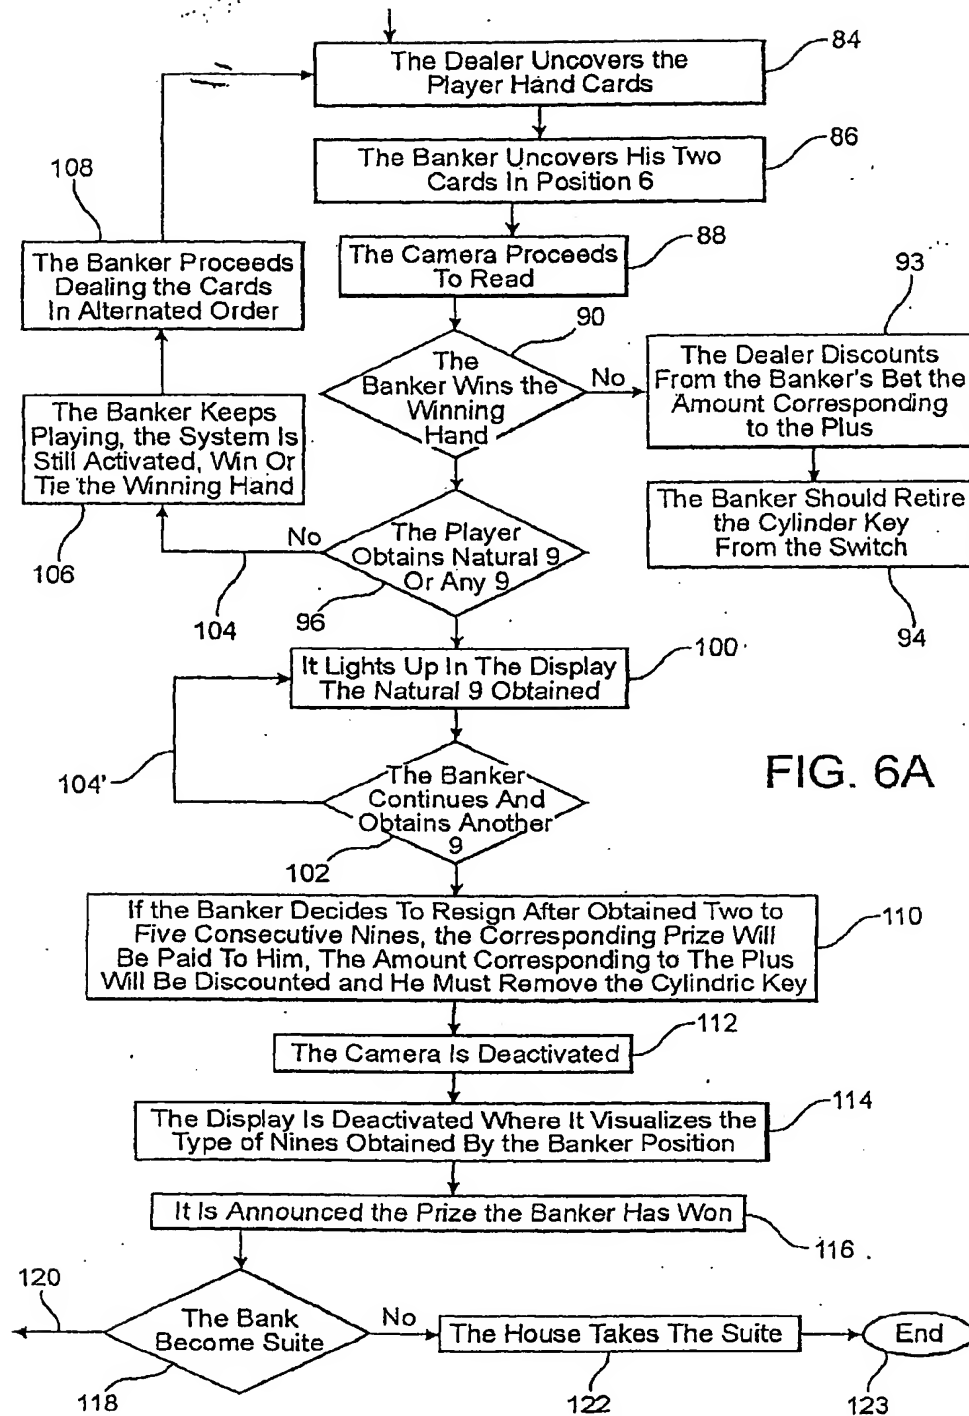 The Dealer Uncovers the
Player Hand Cards
84
The Banker Uncovers His Two
Cards In Position 6
86
108
The Banker Proceeds
Dealing the Cards
In Alternated Order
The Camera Proceeds
To Read
88
93
90
The
Banker Wins the
Winning
Hand
No
The Dealer Discounts
From the Banker's Bet the
Amount Corresponding
to the Plus
The Banker Keeps
Playing, the System Is
Still Activated, Win Or
Tie the Winning Hand
106
The Banker Should Retire
the Cylinder Key
From the Switch
94
No
The Player
Obtains Natural 9
Or Any 9
104
96
It Lights Up In The Display
The Natural 9 Obtained
100
104'
The Banker
Continues And
Obtains Another
9
102
FIG. 6A
If the Banker Decides To Resign After Obtained Two to
Five Consecutive Nines, the Corresponding Prize Will
Be Paid To Him, The Amount Corresponding to The Plus
Will Be Discounted and He Must Remove the Cylindric Key
110
The Camera Is Deactivated
112
The Display Is Deactivated Where It Visualizes the
Type of Nines Obtained By the Banker Position
114
It Is Announced the Prize the Banker Has Won
116
120
The Bank
Become Suite
118
No
The House Takes The Suite
122
End
123